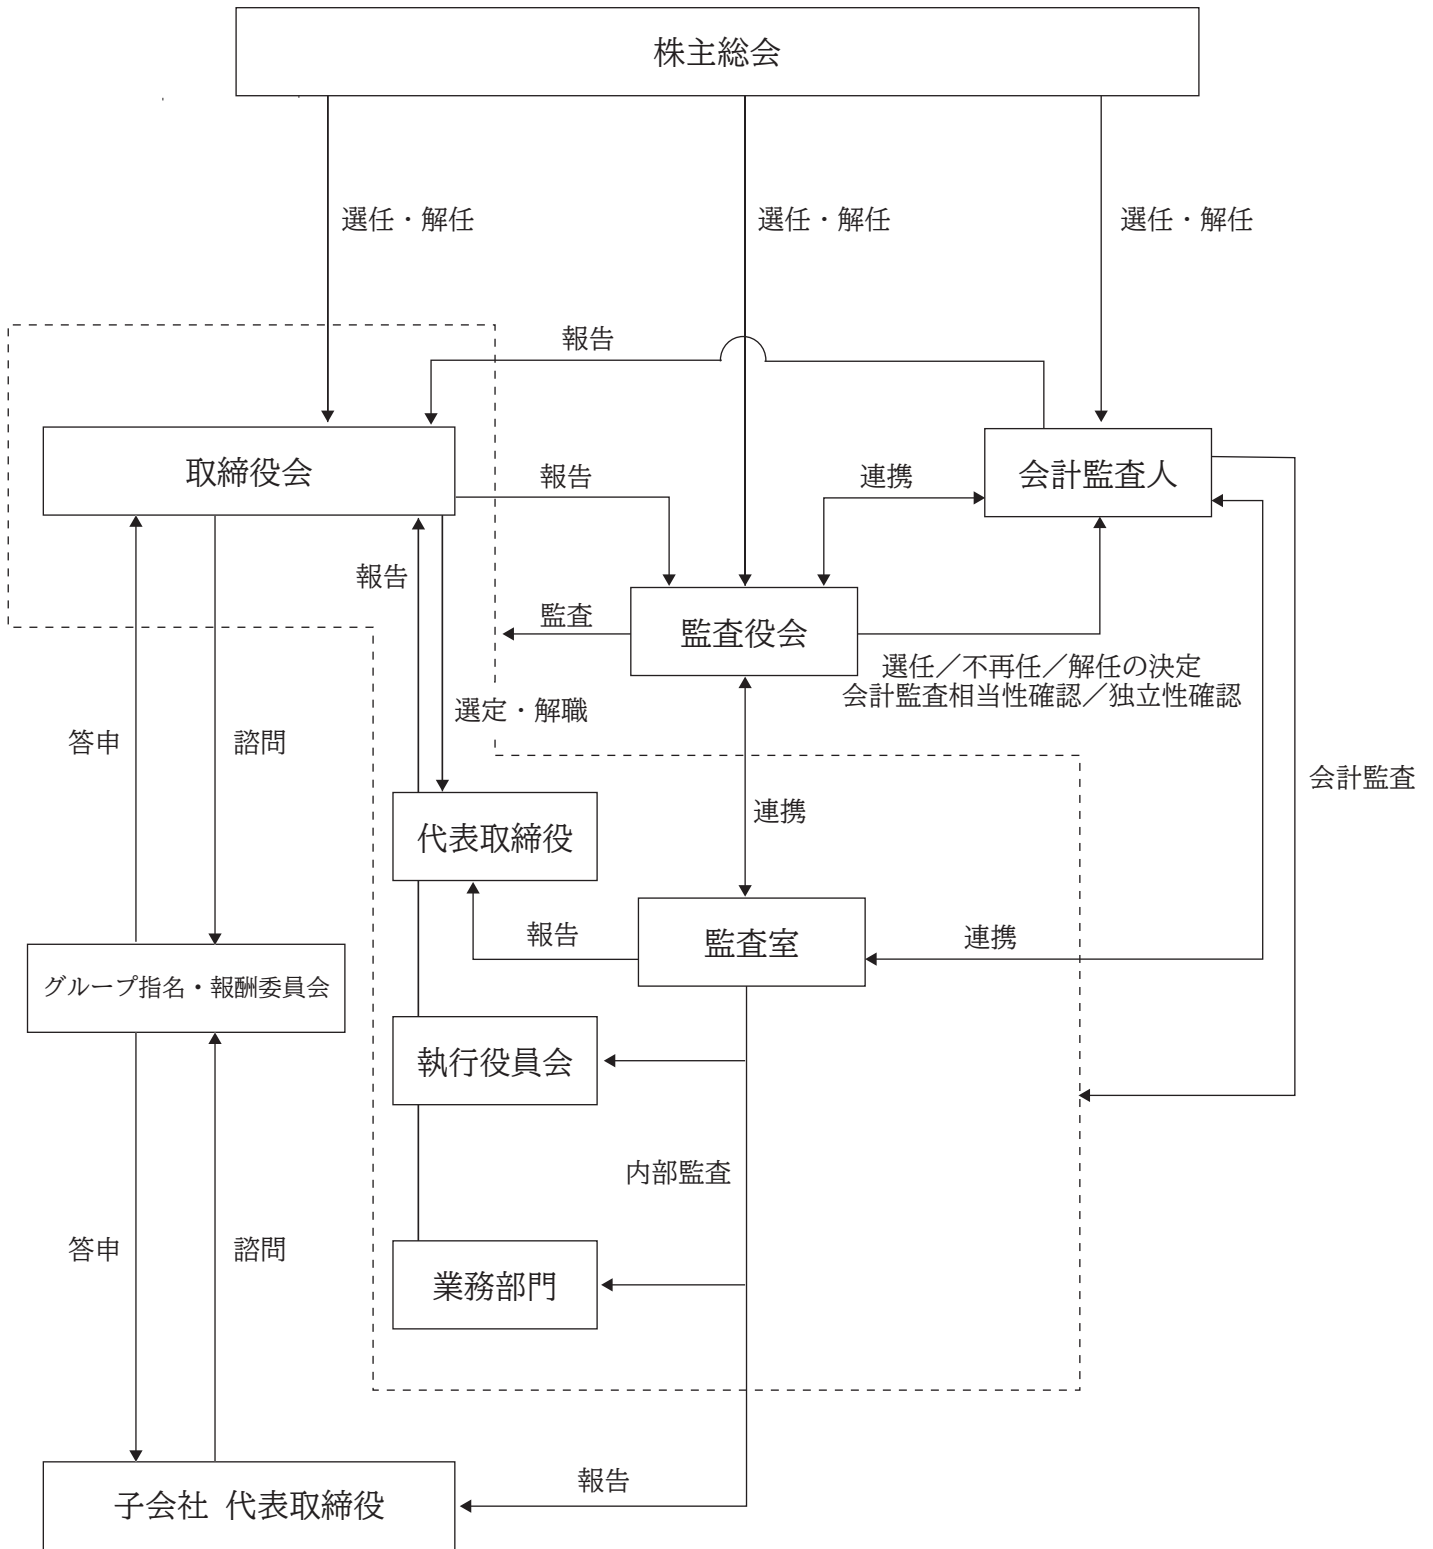 株主総会
選任・解任
選任・解任
選任・解任
報告
取締役会
報告
連携
会計監査人
報告
監査
監査役会
選任／不再任／解任の決定
会計監査相当性確認／独立性確認
選定・解職
答申
諮問
会計監査
連携
代表取締役
報告
監査室
連携
グループ指名・報酬委員会
執行役員会
内部監査
答申
諮問
業務部門
報告
子会社 代表取締役